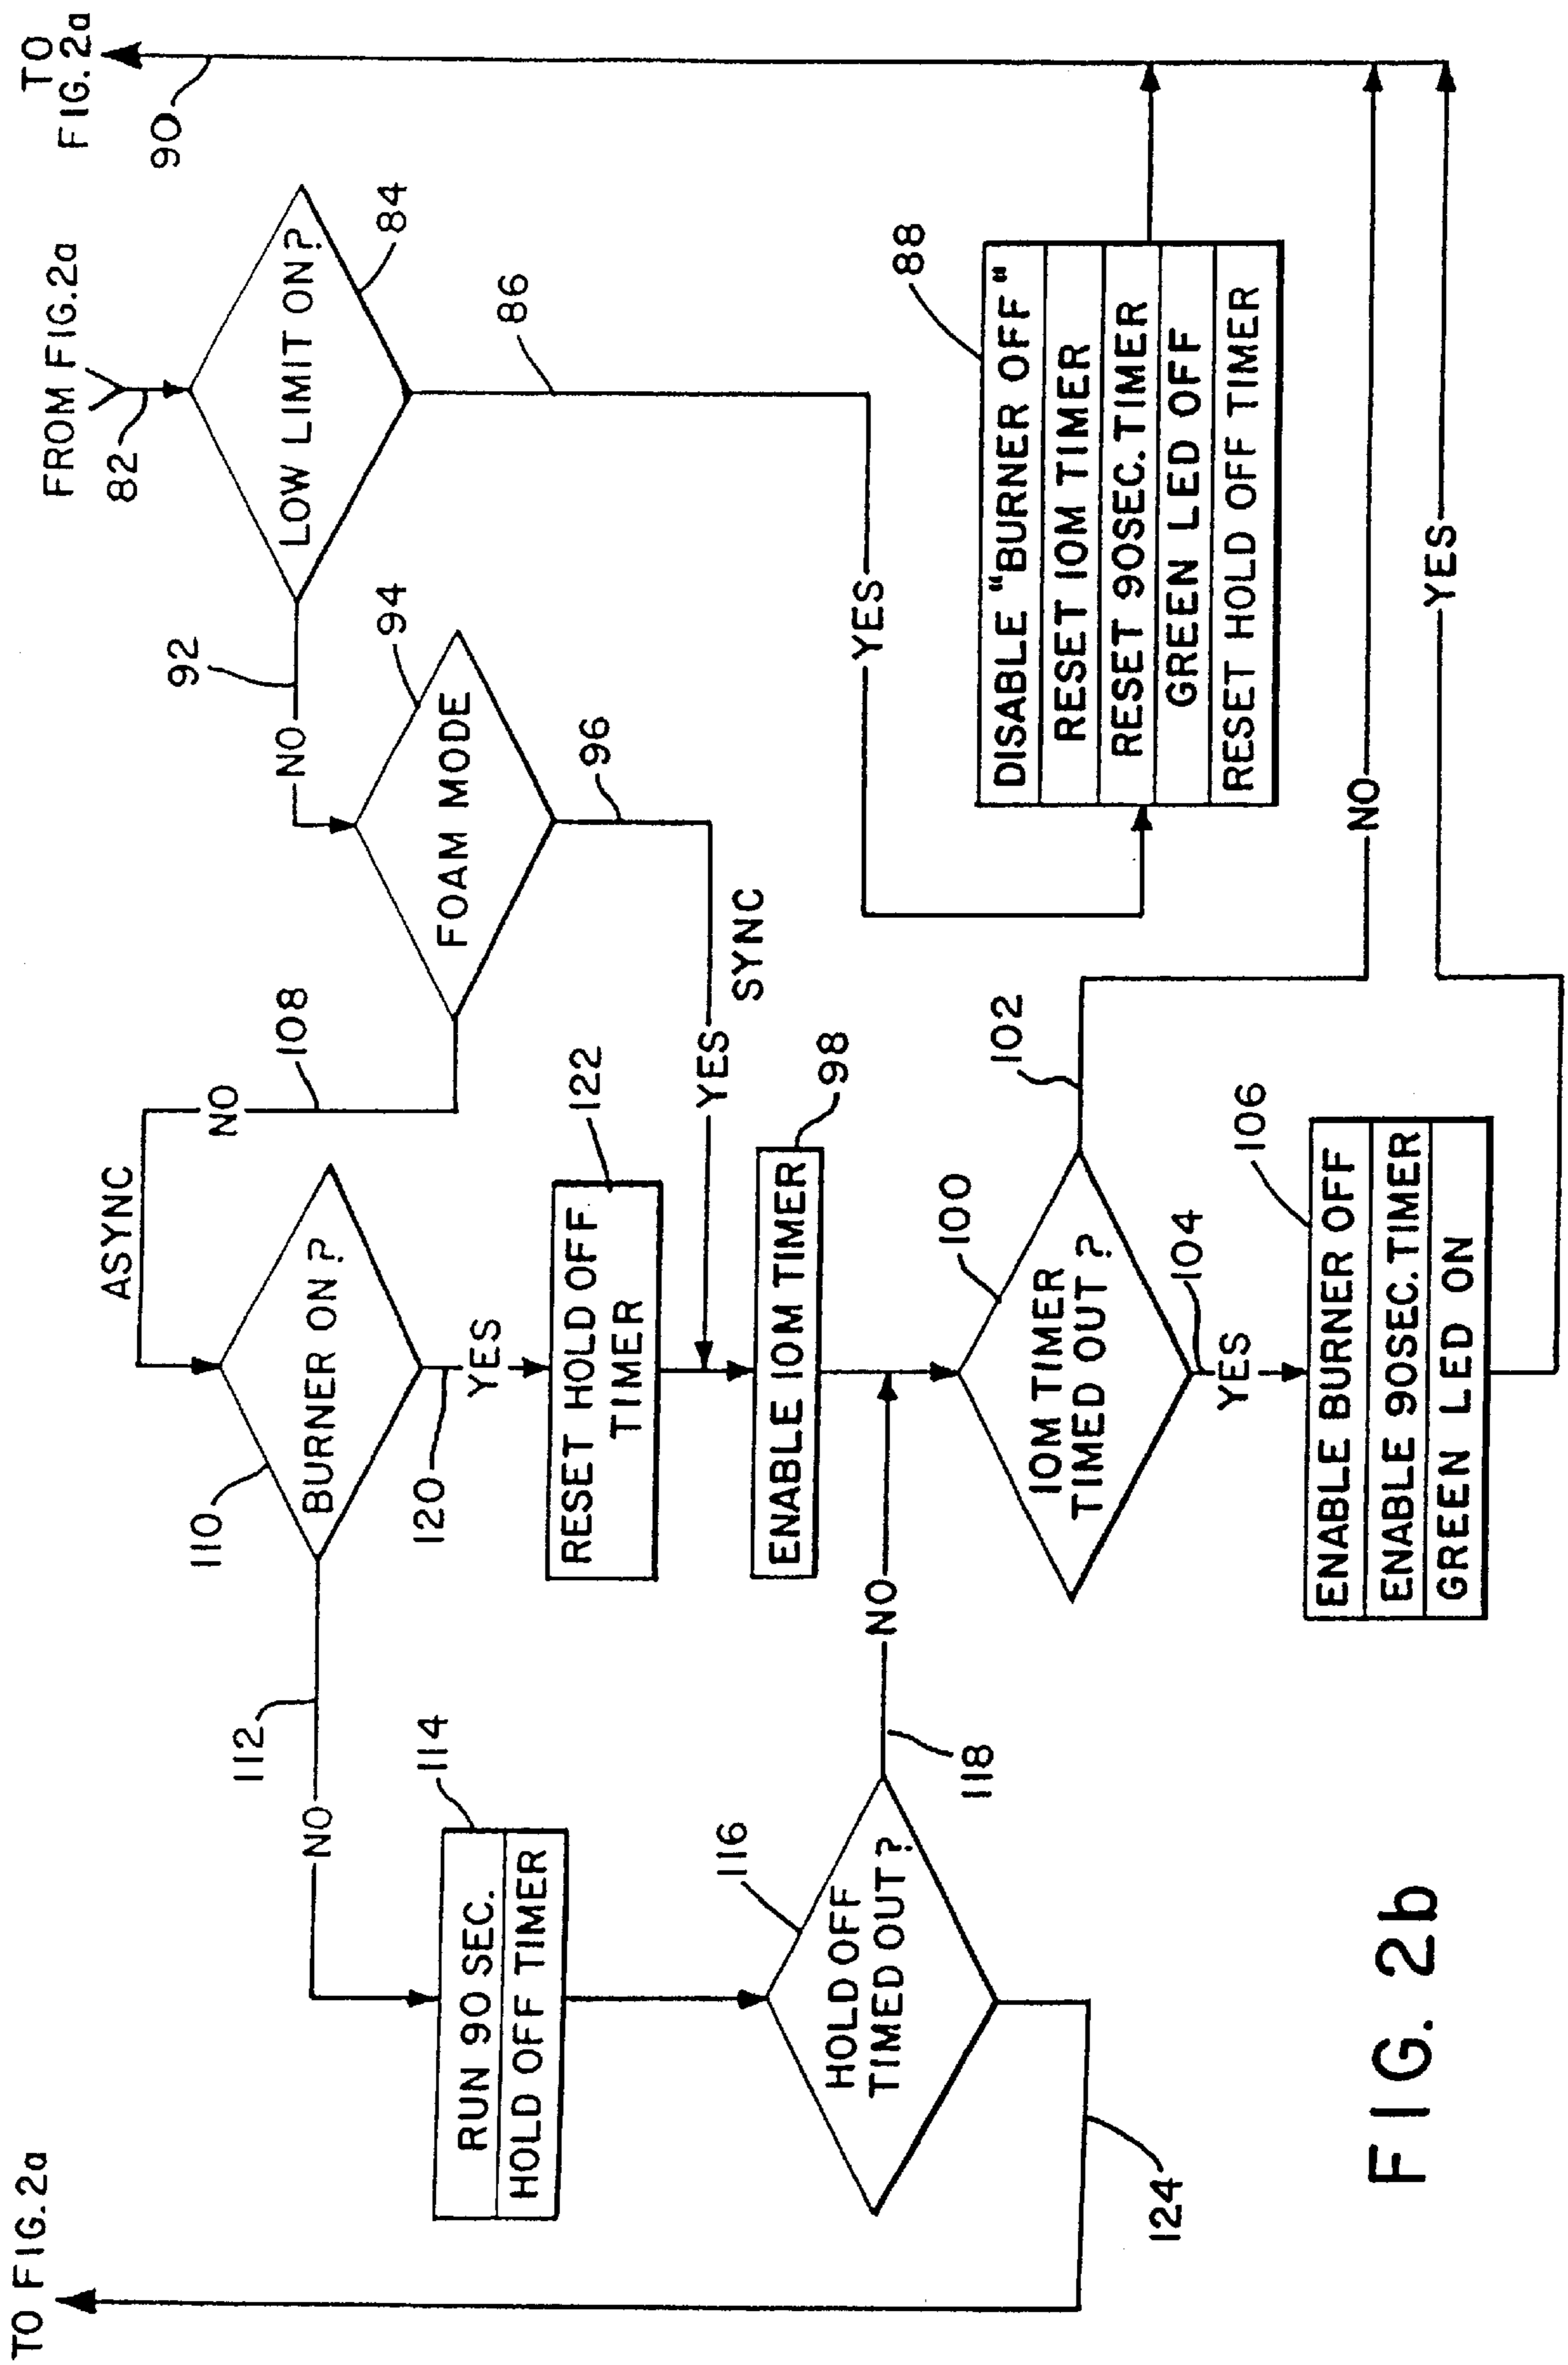 TO FIG.2a
FROM FIG.2a
TO
FIG.2a
90
82
LOW LIMIT ON?
84
86
92
NO
94
FOAM MODE
96
108
NO
ASYNC
SYNC
YES
YES
88
DISABLE "BURNER OFF"
RESET 10M TIMER
RESET 90SEC. TIMER
GREEN LED OFF
RESET HOLD OFF TIMER
110
BURNER ON?
112
NO
120
YES
122
RESET HOLD OFF
TIMER
98
ENABLE 10M TIMER
114
RUN 90 SEC.
HOLD OFF TIMER
116
HOLD OFF
TIMED OUT?
118
NO
100
10M TIMER
TIMED OUT?
102
NO
104
YES
106
ENABLE BURNER OFF
ENABLE 90SEC. TIMER
GREEN LED ON
YES
124
FIG. 2b